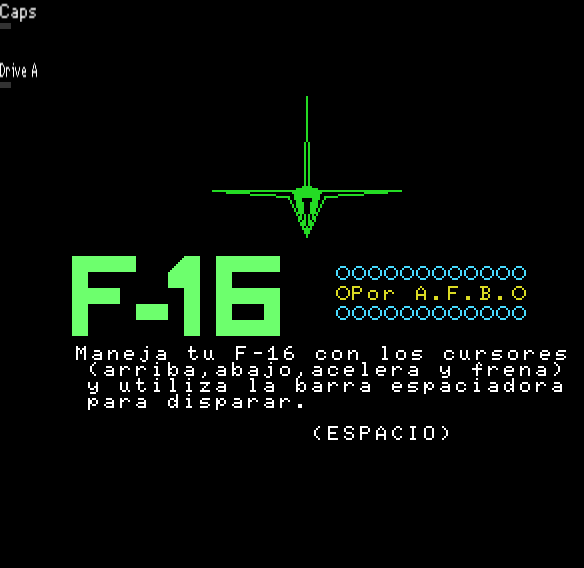 Caps
Drive A
F-16
OOOOOOOOOOOO
OPor A.F.B.O
OOOOOOOOOOOO
Maneja tu F-16 con los cursores
(arriba,abajo,acelera y frena)
y utiliza la barra espaciadora
para disparar.
(ESPACIO)